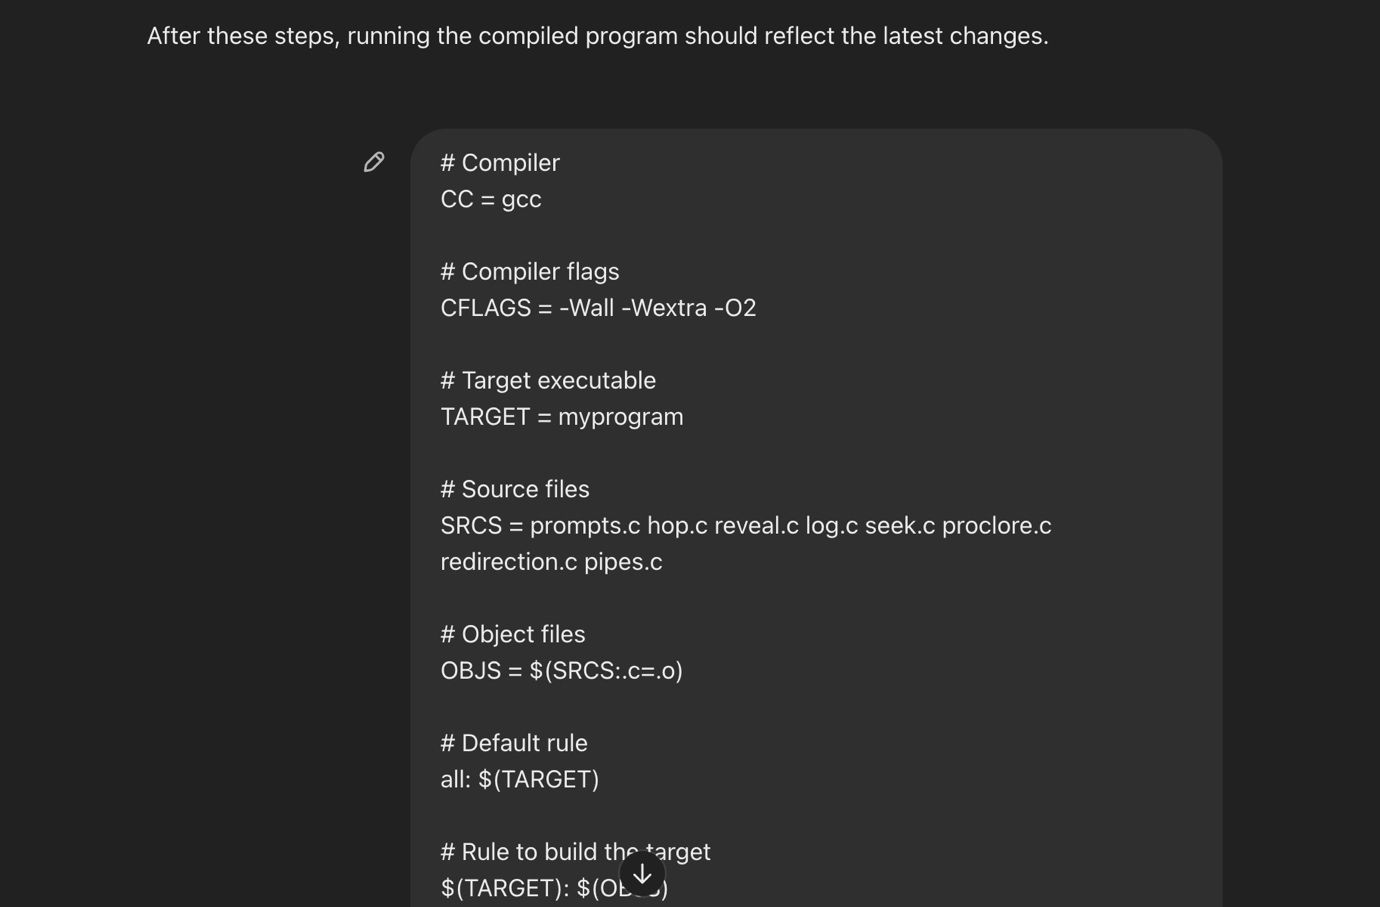 After these steps, running the compiled program should reflect the latest changes.
# Compiler
CC = gcc
# Compiler flags
CFLAGS = -Wall -Wextra -O2
# Target executable
TARGET = myprogram
# Source files
SRCS = prompts.c hop.c reveal.c log.c seek.c proclore.c
redirection.c pipes.c
# Object files
OBJS = $(SRCS:.c=.o)
# Default rule
all: $(TARGET)
# Rule to build the target
$(TARGET): $(OBJS)